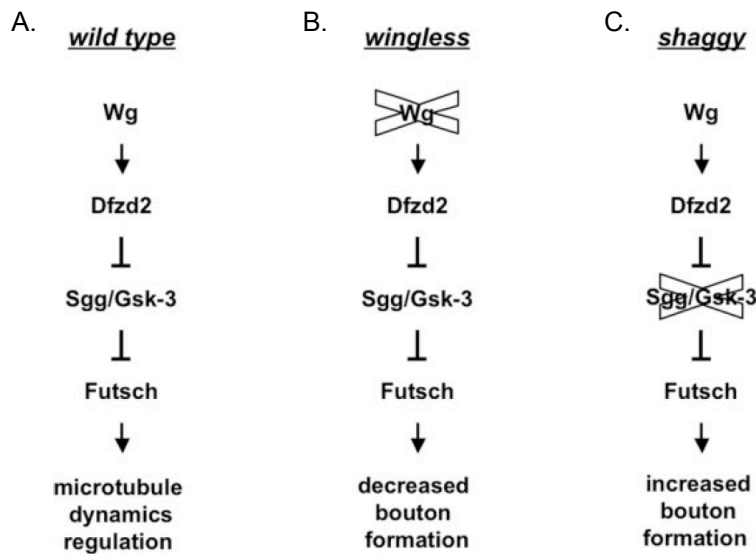 A.
wild type
Wg
Dfzd2
Sgg/Gsk-3
Futsch
microtubule
dynamics
regulation
B.
wingless
Wg
Dfzd2
Sgg/Gsk-3
Futsch
decreased
bouton
formation
C.
shaggy
Wg
Dfzd2
Sgg/Gsk-3
Futsch
increased
bouton
formation